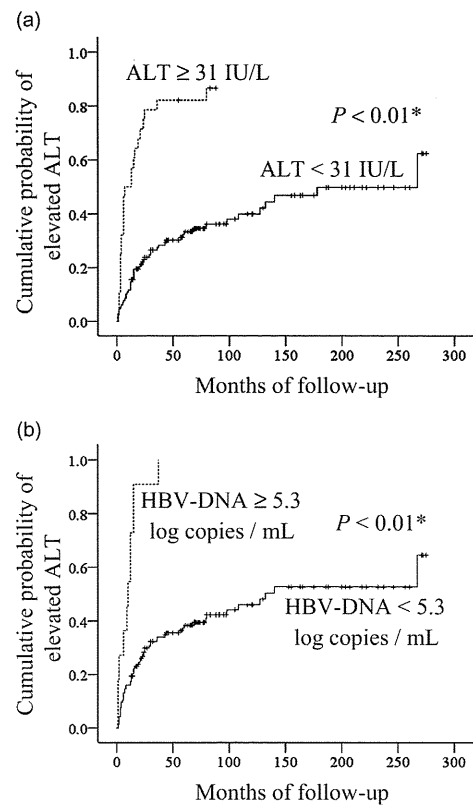 (a)
Cumulative probability of
elevated ALT
1.0
0.8
0.6
0.4
0.2
0.0
ALT ≥ 31 IU/L
P < 0.01*
ALT < 31 IU/L
0 50 100 150 200 250 300
Months of follow-up
(b)
Cumulative probability of
elevated ALT
1.0
0.8
0.6
0.4
0.2
0.0
HBV-DNA ≥ 5.3
log copies / mL
P < 0.01*
HBV-DNA < 5.3
log copies / mL
0 50 100 150 200 250 300
Months of follow-up